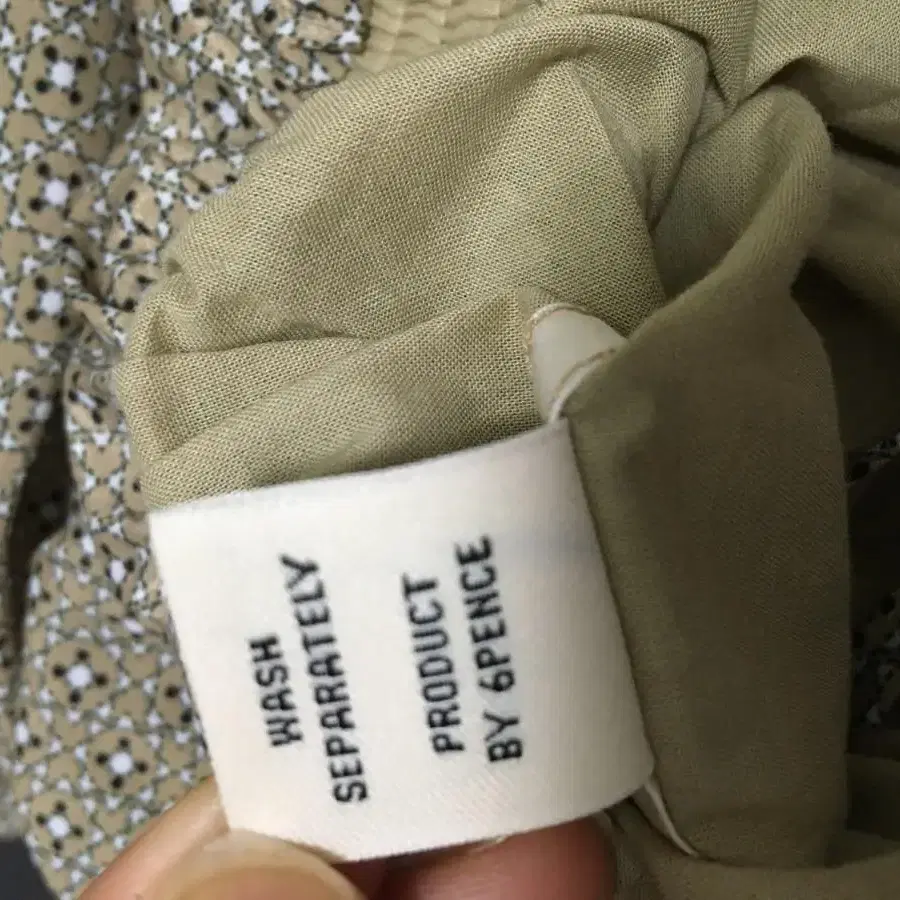 WASH
SEPARATELY
PRODUCT
BY 6PENCE